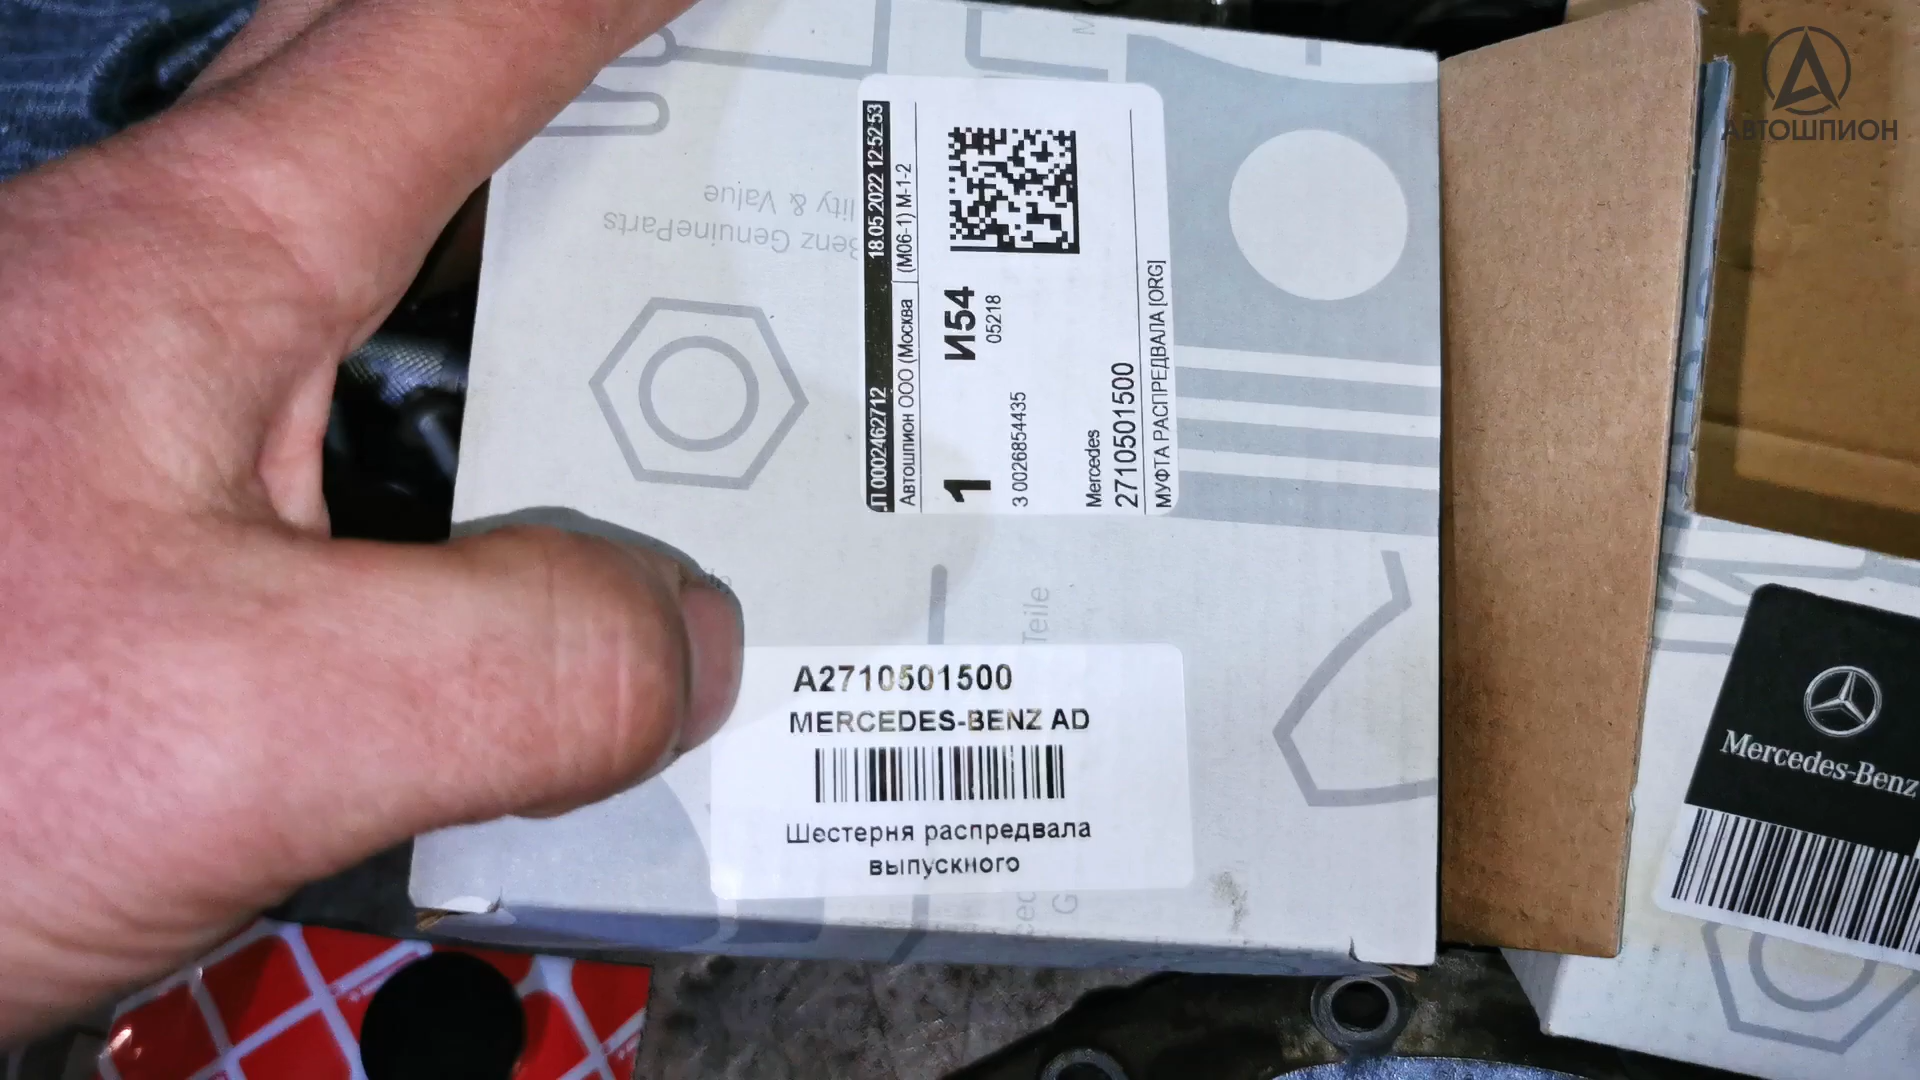 АВТОШПИОН
lity & Value
Benz GenuineParts
.П 0002462712 18.05.2022 12:52:53
Автошпион ООО (Москва (М06-1) М-1-2
1 И54
05218
3 0026854435
Mercedes
2710501500
МУФТА РАСПРЕДВАЛА [ORG]
Teile
A2710501500
MERCEDES-BENZ AD
Шестерня распредвала
выпускного
G
Mercedes-Benz